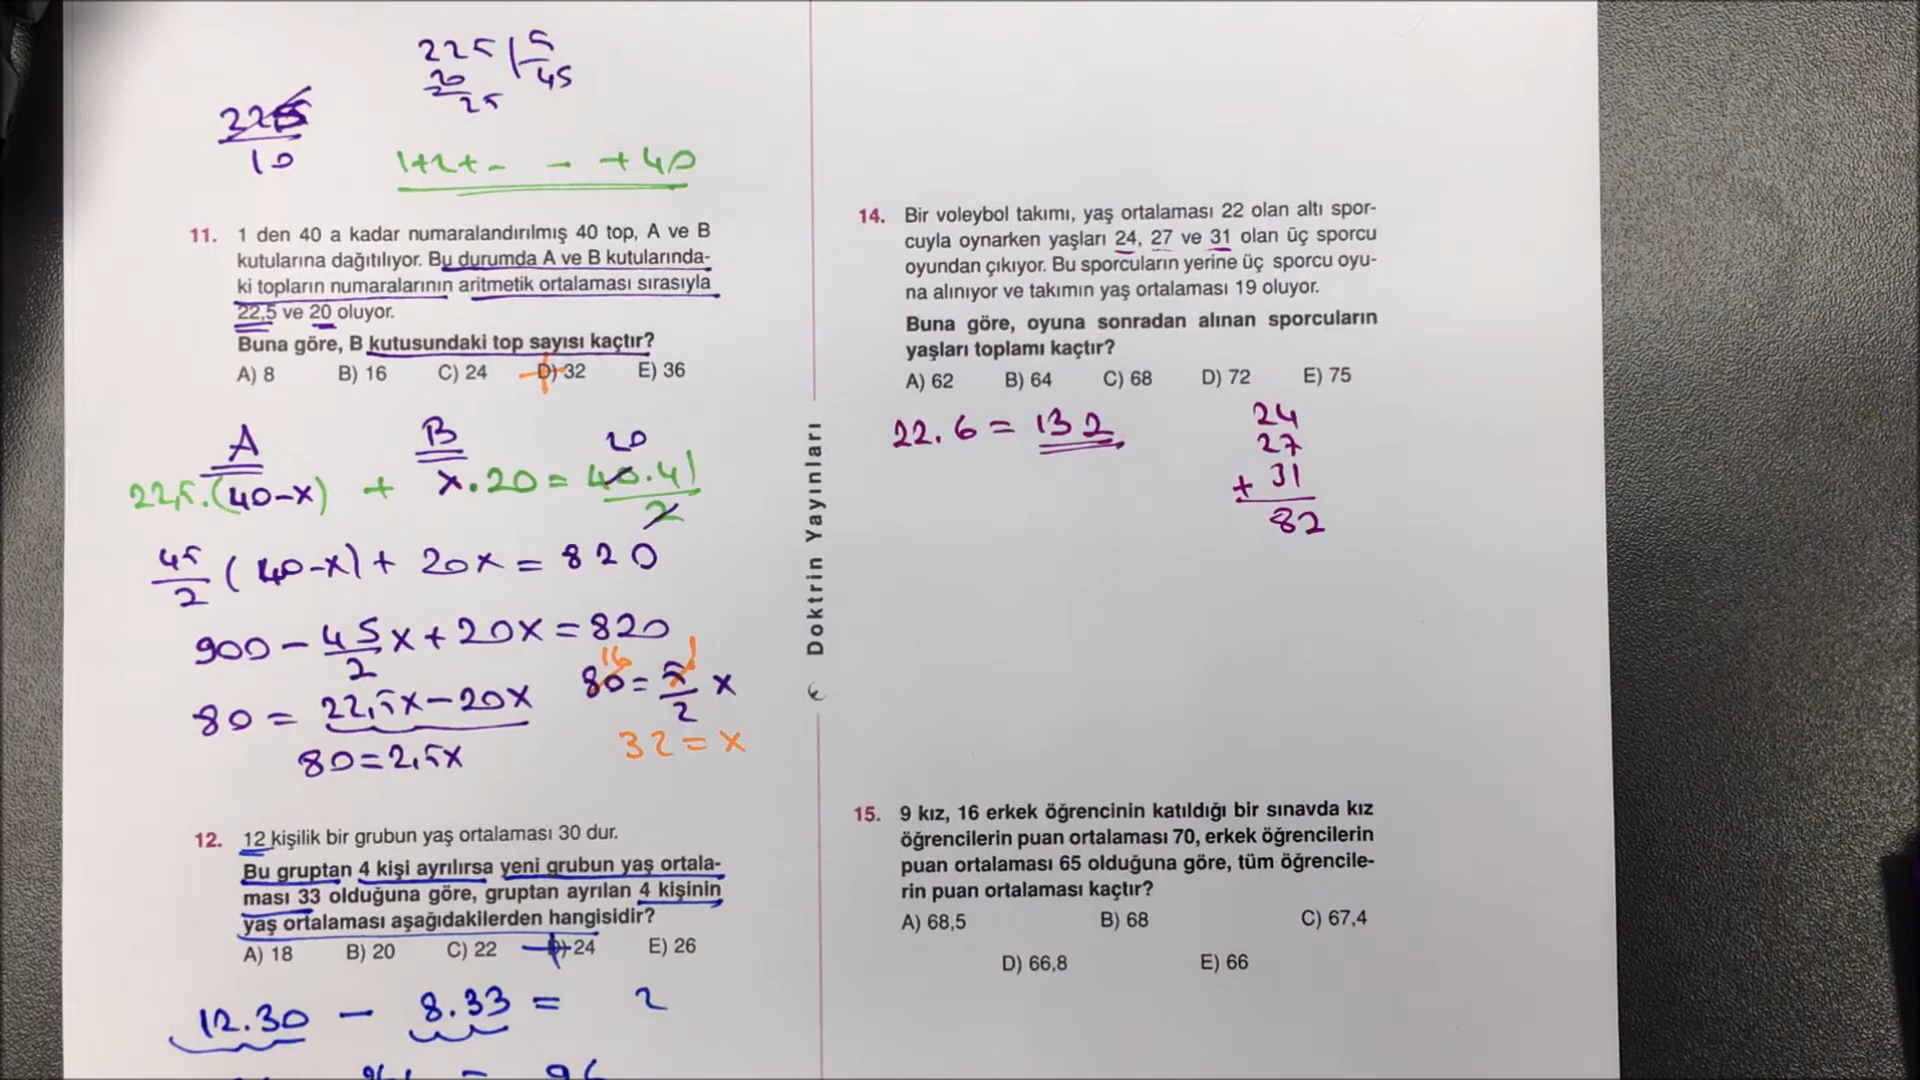 225 | 5
20 45
25
225
10
1+2+- - +40
11. 1 den 40 a kadar numaralandırılmış 40 top, A ve B
kutularına dağıtılıyor. Bu durumda A ve B kutularında-
ki topların numaralarının aritmetik ortalaması sırasıyla
22,5 ve 20 oluyor.
Buna göre, B kutusundaki top sayısı kaçtır?
A) 8 B) 16 C) 24 D) 32 E) 36
A B 20
22,5.(40-x) + x.20 = 40.41
2
45
2
(40-x) + 20x = 820
900 - 45/2 x + 20x = 820
80 = 22,5x - 20x
80 = 2,5x
16 1
80 = 5/2 x
32 = x
12. 12 kişilik bir grubun yaş ortalaması 30 dur.
Bu gruptan 4 kişi ayrılırsa yeni grubun yaş ortala-
ması 33 olduğuna göre, gruptan ayrılan 4 kişinin
yaş ortalaması aşağıdakilerden hangisidir?
A) 18 B) 20 C) 22 D) 24 E) 26
12.30 - 8.33 = 2
Doktrin Yayınları
14. Bir voleybol takımı, yaş ortalaması 22 olan altı spor-
cuyla oynarken yaşları 24, 27 ve 31 olan üç sporcu
oyundan çıkıyor. Bu sporcuların yerine üç sporcu oyu-
na alınıyor ve takımın yaş ortalaması 19 oluyor.
Buna göre, oyuna sonradan alınan sporcuların
yaşları toplamı kaçtır?
A) 62 B) 64 C) 68 D) 72 E) 75
22.6 = 132
24
27
+ 31
82
15. 9 kız, 16 erkek öğrencinin katıldığı bir sınavda kız
öğrencilerin puan ortalaması 70, erkek öğrencilerin
puan ortalaması 65 olduğuna göre, tüm öğrencile-
rin puan ortalaması kaçtır?
A) 68,5 B) 68 C) 67,4
D) 66,8 E) 66